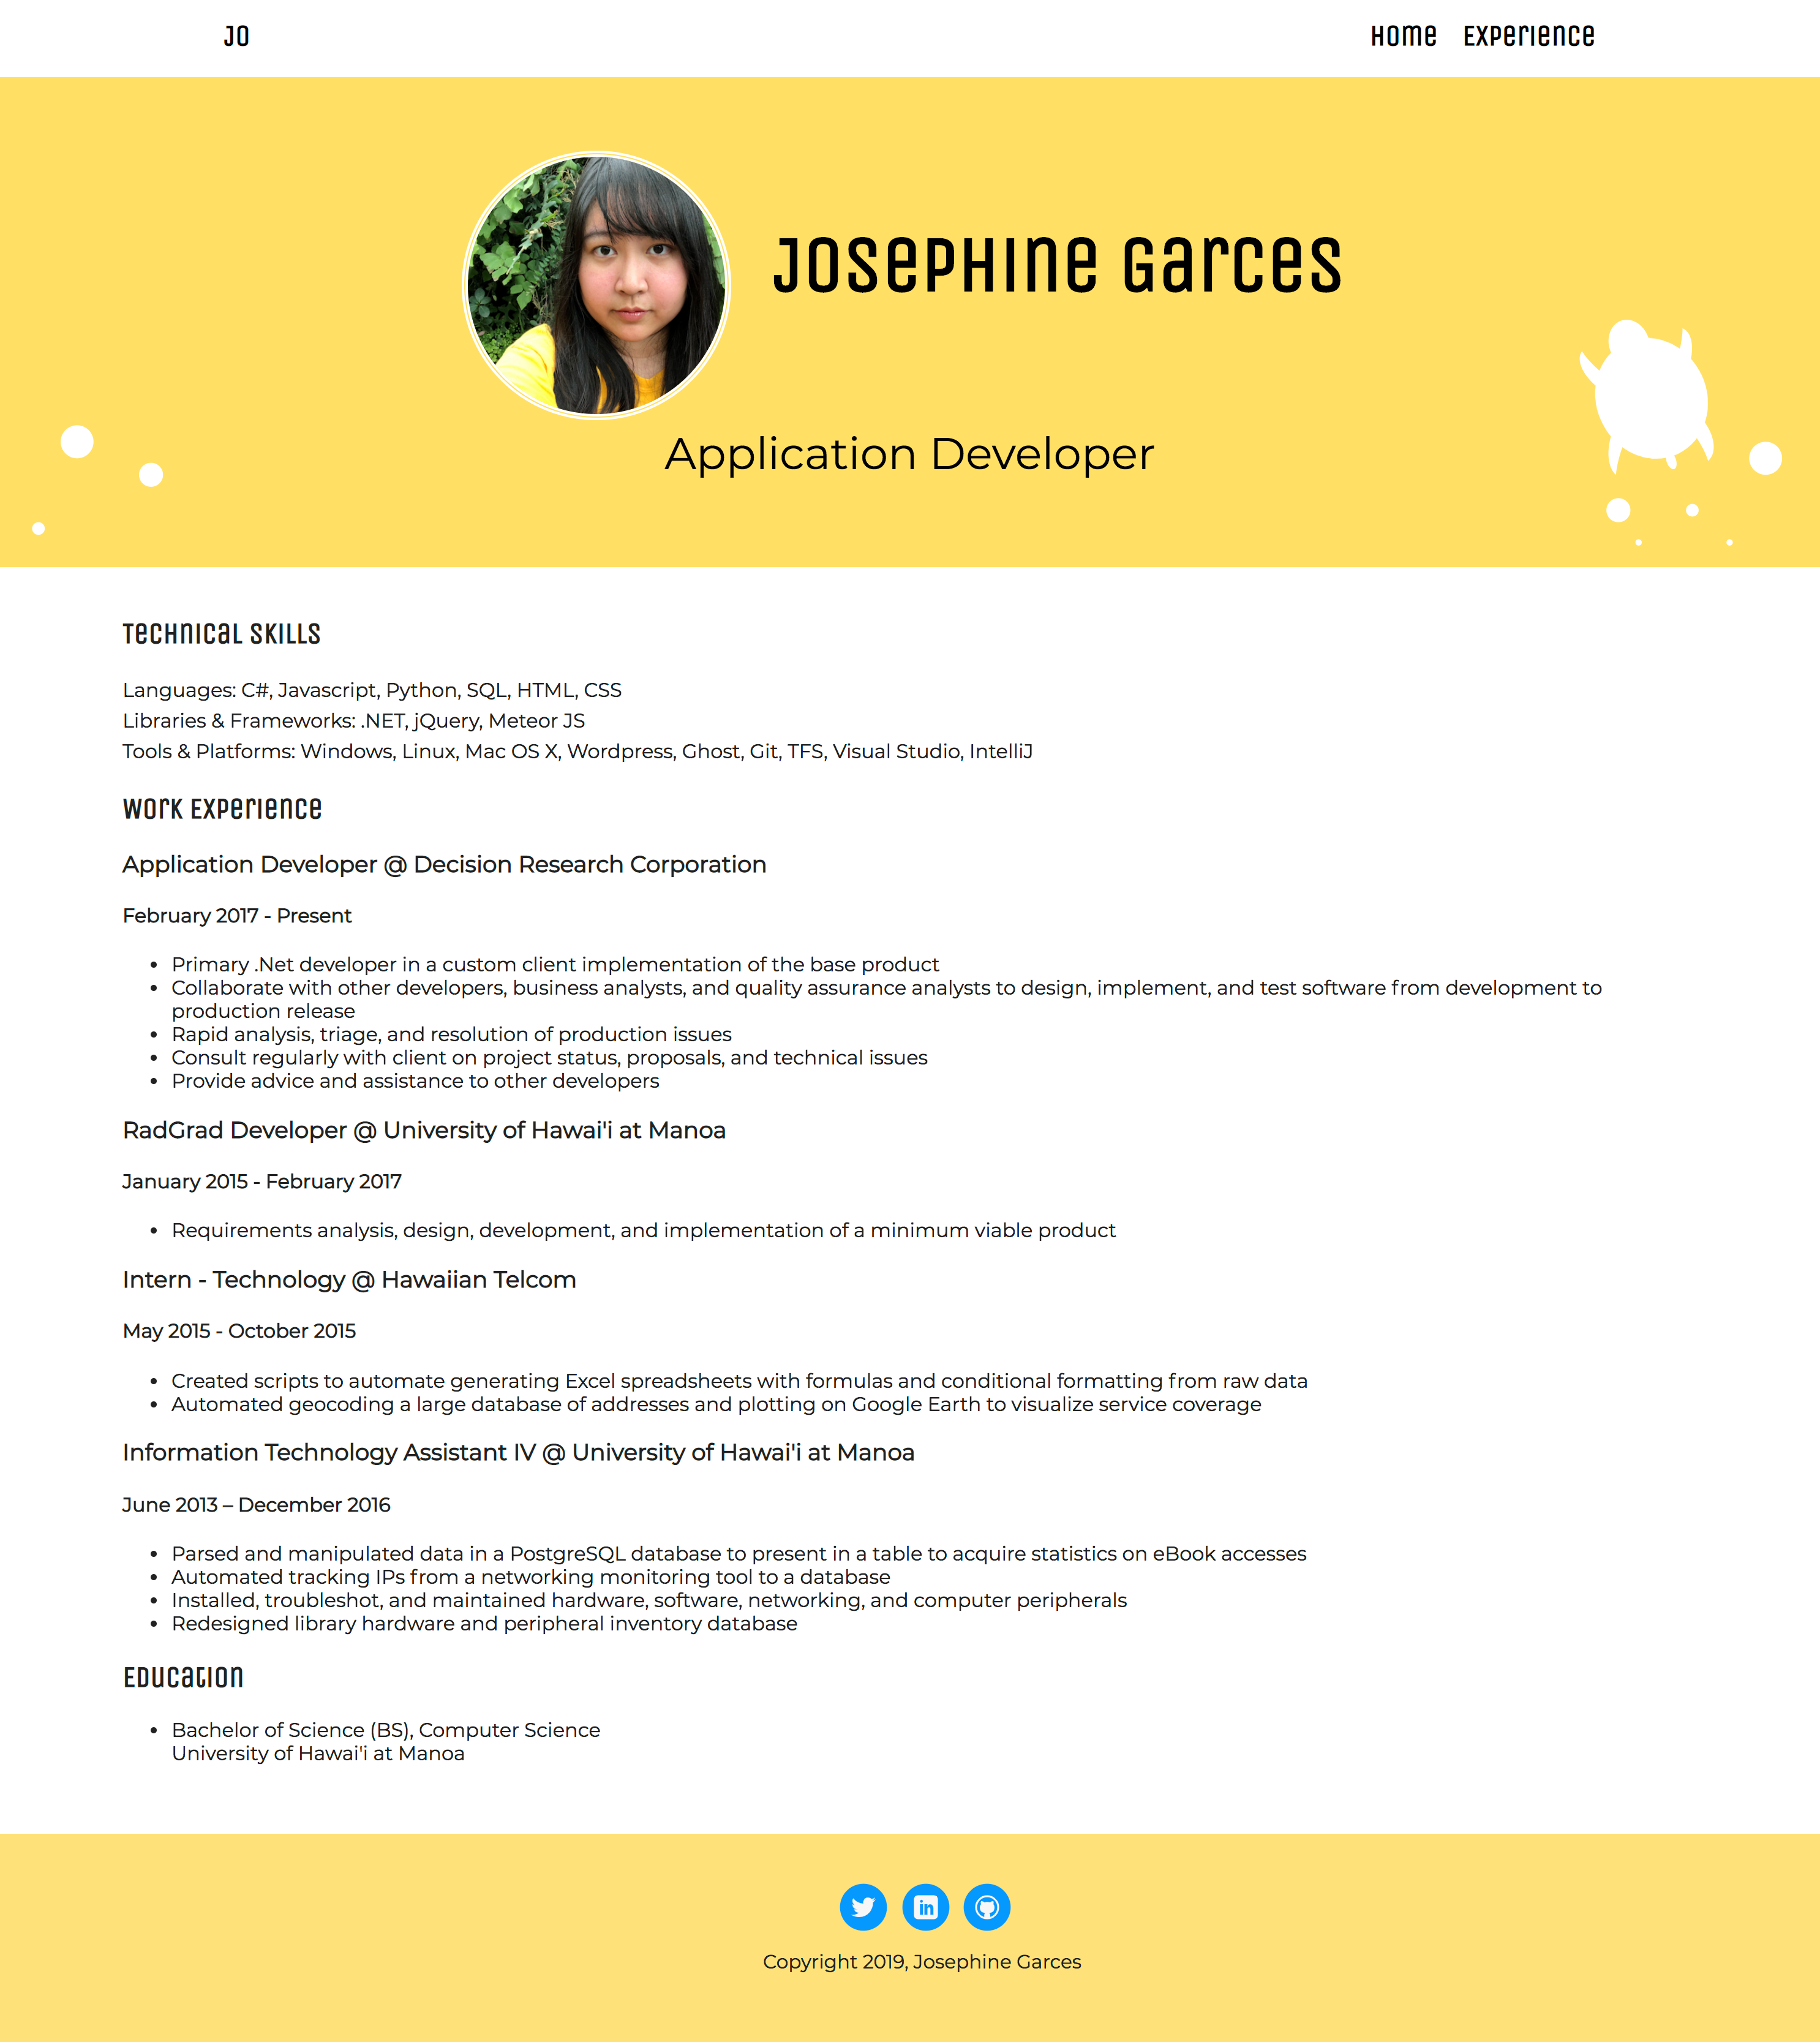 JO
Home Experience
Josephine Garces
Application Developer
Technical Skills
Languages: C#, Javascript, Python, SQL, HTML, CSS
Libraries & Frameworks: .NET, jQuery, Meteor JS
Tools & Platforms: Windows, Linux, Mac OS X, Wordpress, Ghost, Git, TFS, Visual Studio, IntelliJ
Work Experience
Application Developer @ Decision Research Corporation
February 2017 - Present
• Primary .Net developer in a custom client implementation of the base product
• Collaborate with other developers, business analysts, and quality assurance analysts to design, implement, and test software from development to
production release
• Rapid analysis, triage, and resolution of production issues
• Consult regularly with client on project status, proposals, and technical issues
• Provide advice and assistance to other developers
RadGrad Developer @ University of Hawai'i at Manoa
January 2015 - February 2017
• Requirements analysis, design, development, and implementation of a minimum viable product
Intern - Technology @ Hawaiian Telcom
May 2015 - October 2015
• Created scripts to automate generating Excel spreadsheets with formulas and conditional formatting from raw data
• Automated geocoding a large database of addresses and plotting on Google Earth to visualize service coverage
Information Technology Assistant IV @ University of Hawai'i at Manoa
June 2013 – December 2016
• Parsed and manipulated data in a PostgreSQL database to present in a table to acquire statistics on eBook accesses
• Automated tracking IPs from a networking monitoring tool to a database
• Installed, troubleshot, and maintained hardware, software, networking, and computer peripherals
• Redesigned library hardware and peripheral inventory database
Education
• Bachelor of Science (BS), Computer Science
University of Hawai'i at Manoa
in
Copyright 2019, Josephine Garces